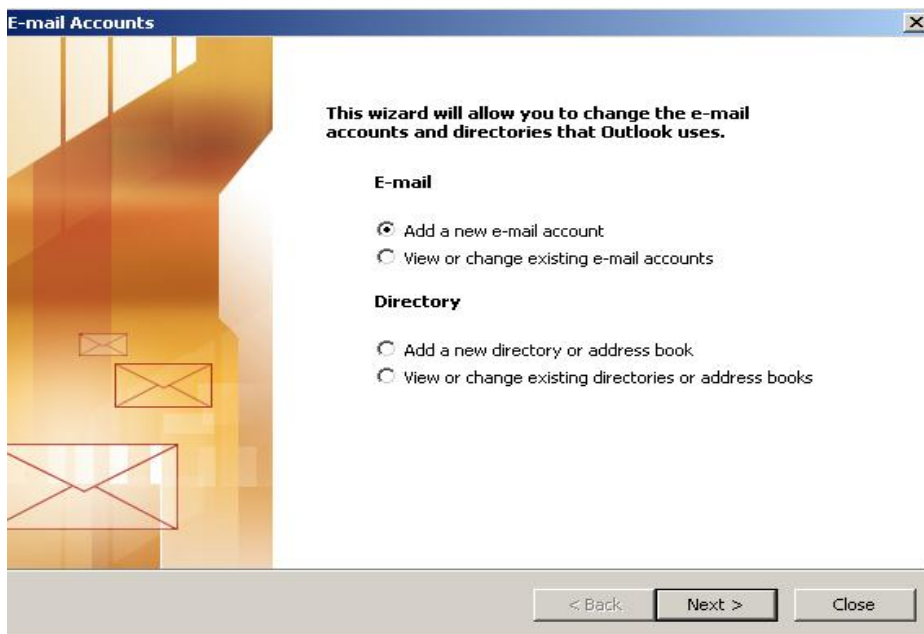 E-mail Accounts
This wizard will allow you to change the e-mail
accounts and directories that Outlook uses.
E-mail
Add a new e-mail account
View or change existing e-mail accounts
Directory
Add a new directory or address book
View or change existing directories or address books
< Back
Next >
Close